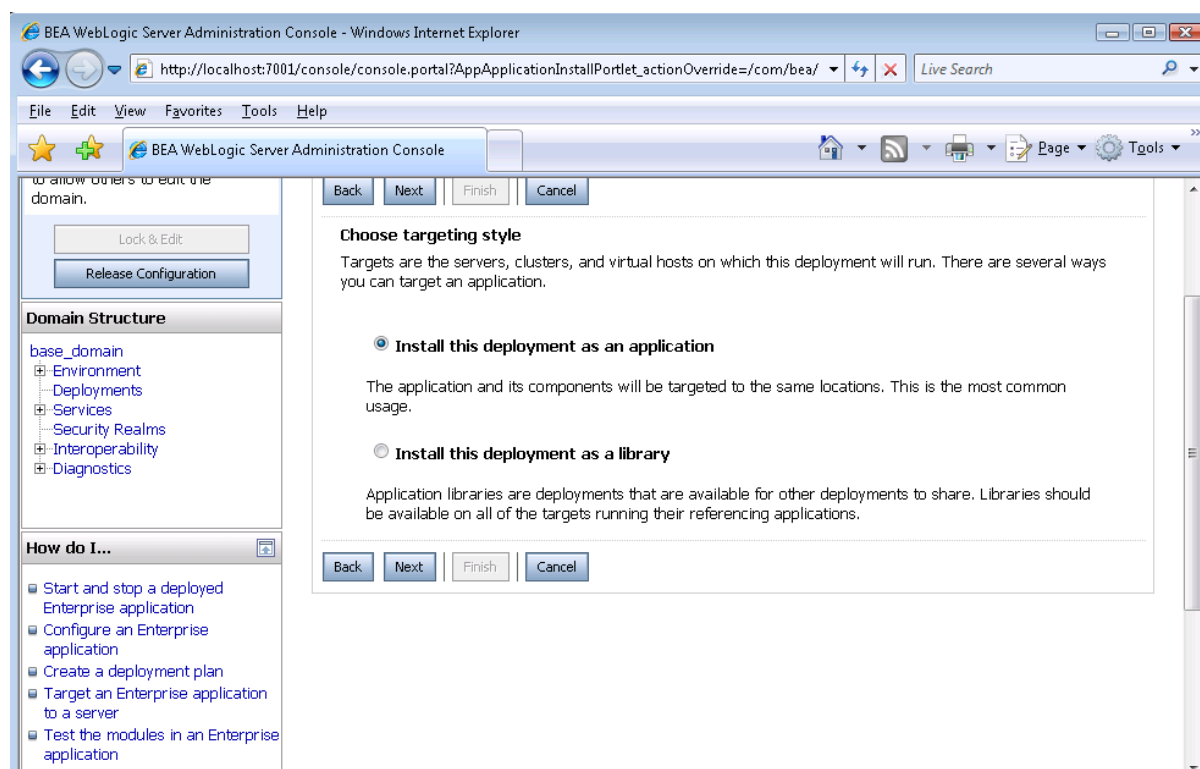 BEA WebLogic Server Administration Console - Windows Internet Explorer
http://localhost:7001/console/console.portal?AppApplicationInstallPortlet_actionOverride=/com/bea/
Live Search
File Edit View Favorites Tools Help
BEA WebLogic Server Administration Console
Page Tools
to allow others to edit the
domain.
Lock & Edit
Release Configuration
Domain Structure
base_domain
Environment
Deployments
Services
Security Realms
Interoperability
Diagnostics
How do I...
Start and stop a deployed
Enterprise application
Configure an Enterprise
application
Create a deployment plan
Target an Enterprise application
to a server
Test the modules in an Enterprise
application
Back Next Finish Cancel
Choose targeting style
Targets are the servers, clusters, and virtual hosts on which this deployment will run. There are several ways
you can target an application.
Install this deployment as an application
The application and its components will be targeted to the same locations. This is the most common
usage.
Install this deployment as a library
Application libraries are deployments that are available for other deployments to share. Libraries should
be available on all of the targets running their referencing applications.
Back Next Finish Cancel